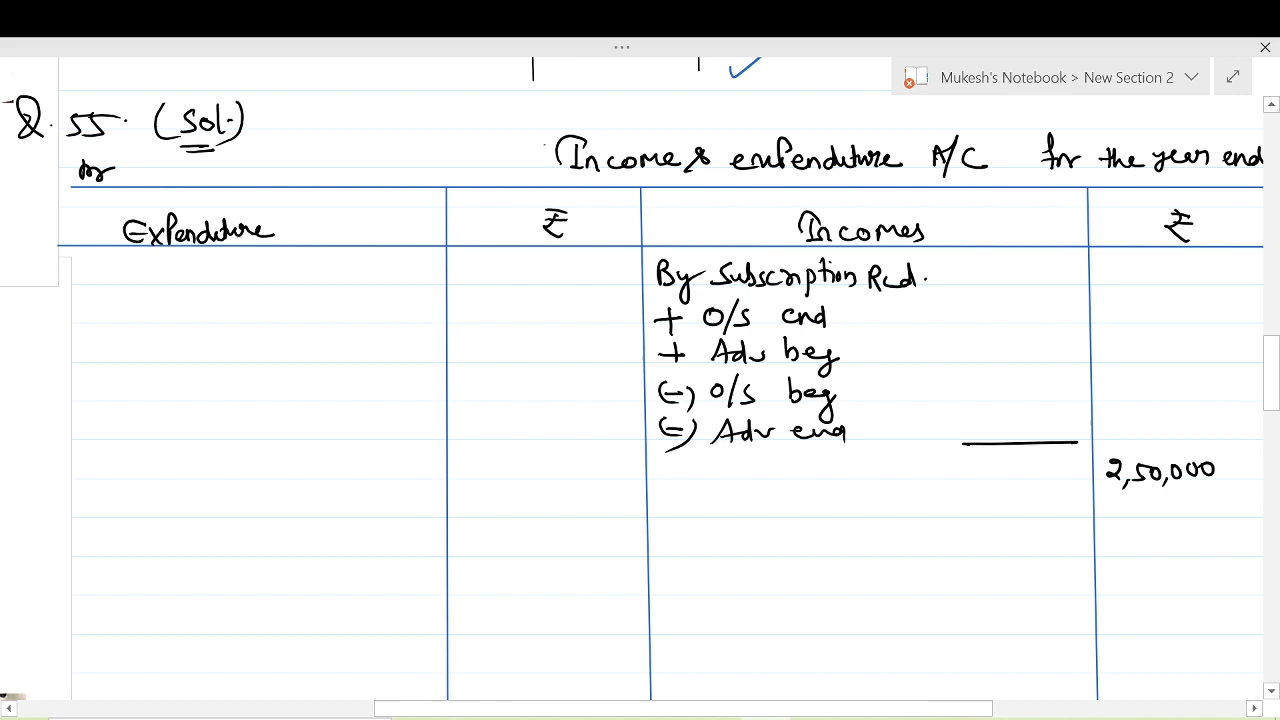 ...
Mukesh's Notebook > New Section 2
Q. 55. (Sol.)
Dr
Income & expenditure A/C for the year end
Expenditure ₹ Incomes ₹
By Subscription Rcd.
+ O/S end
+ Adv beg
(-) O/S beg
(-) Adv end
2,50,000